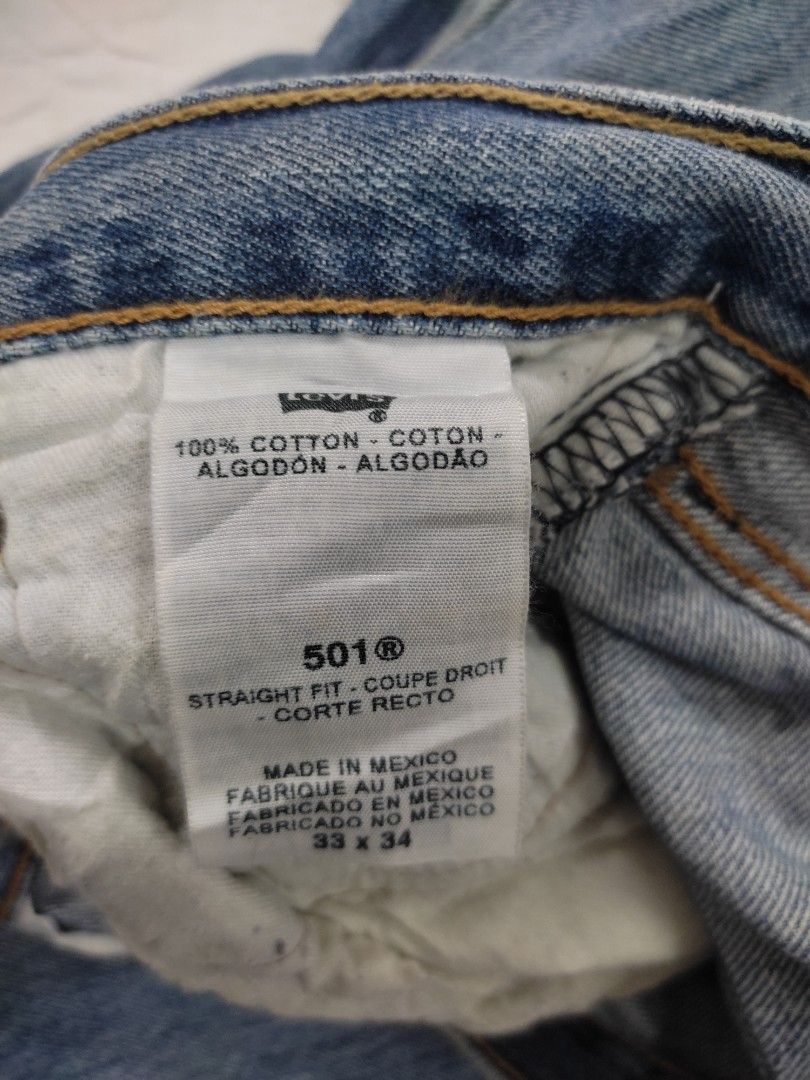 Levi's®
100% COTTON - COTON -
ALGODÓN - ALGODÃO
501®
STRAIGHT FIT - COUPE DROIT
- CORTE RECTO
MADE IN MEXICO
FABRIQUE AU MEXIQUE
FABRICADO EN MEXICO
FABRICADO NO MÉXICO
33 x 34